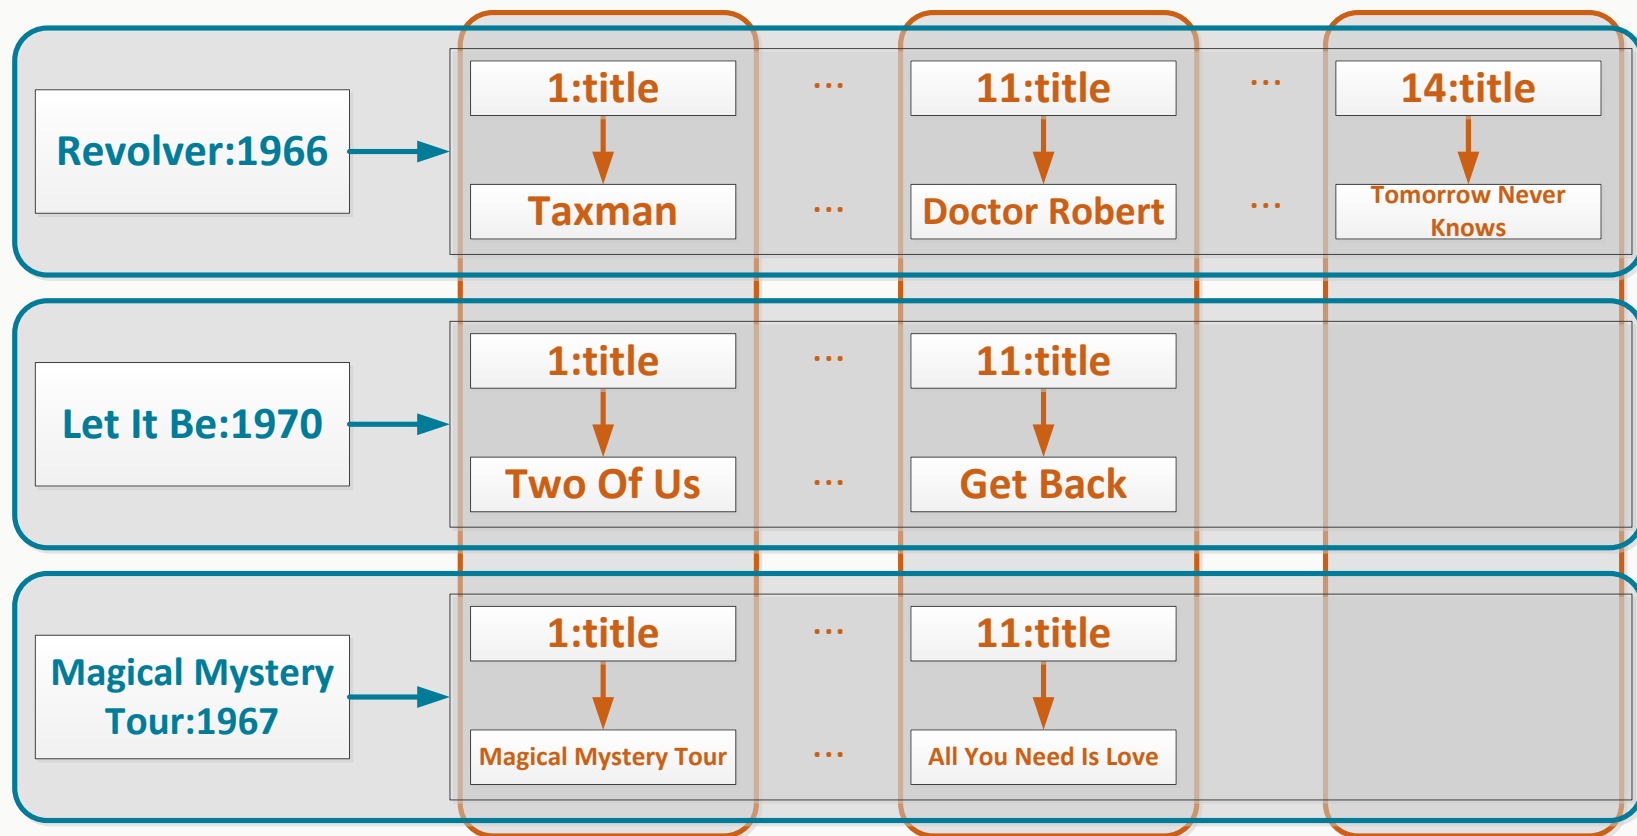 1:title ... 11:title ... 14:title
Revolver:1966
Taxman ... Doctor Robert ... Tomorrow Never
Knows
1:title ... 11:title
Let It Be:1970
Two Of Us ... Get Back
1:title ... 11:title
Magical Mystery
Tour:1967
Magical Mystery Tour ... All You Need Is Love